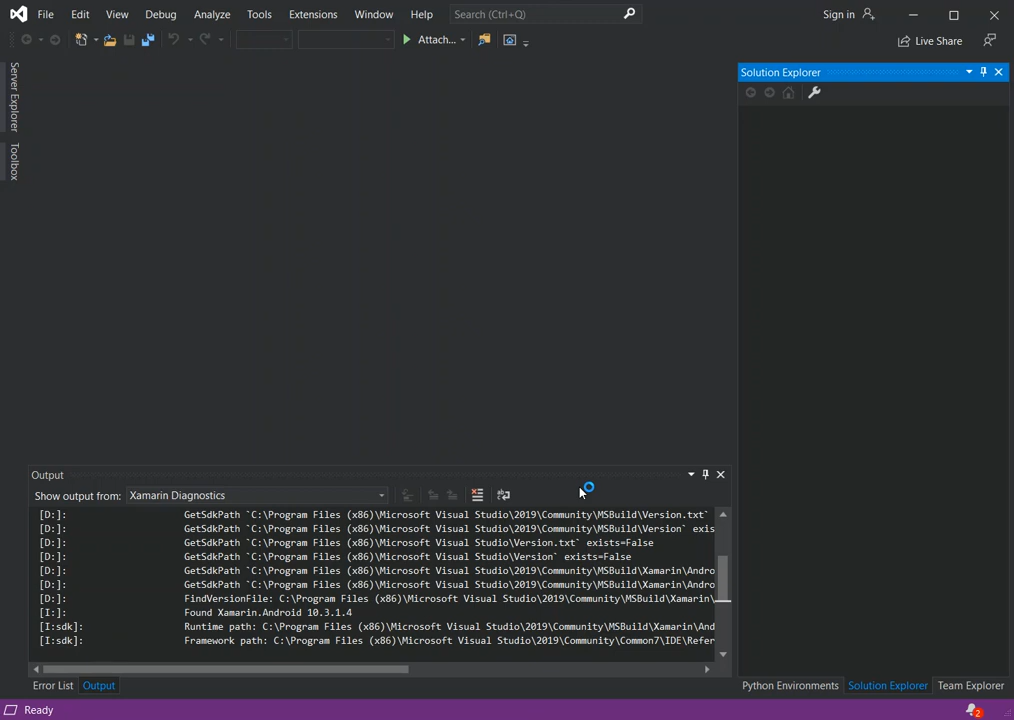 File Edit View Debug Analyze Tools Extensions Window Help Search (Ctrl+Q) Sign in
Attach... Live Share
Server Explorer
Toolbox
Solution Explorer
Output
Show output from: Xamarin Diagnostics
[D:]: GetSdkPath `C:\Program Files (x86)\Microsoft Visual Studio\2019\Community\MSBuild\Version.txt`
[D:]: GetSdkPath `C:\Program Files (x86)\Microsoft Visual Studio\2019\Community\MSBuild\Version` exis
[D:]: GetSdkPath `C:\Program Files (x86)\Microsoft Visual Studio\Version.txt` exists=False
[D:]: GetSdkPath `C:\Program Files (x86)\Microsoft Visual Studio\Version` exists=False
[D:]: GetSdkPath `C:\Program Files (x86)\Microsoft Visual Studio\2019\Community\MSBuild\Xamarin\Andro
[D:]: GetSdkPath `C:\Program Files (x86)\Microsoft Visual Studio\2019\Community\MSBuild\Xamarin\Andro
[D:]: FindVersionFile: C:\Program Files (x86)\Microsoft Visual Studio\2019\Community\MSBuild\Xamarin\
[I:]: Found Xamarin.Android 10.3.1.4
[I:sdk]: Runtime path: C:\Program Files (x86)\Microsoft Visual Studio\2019\Community\MSBuild\Xamarin\And
[I:sdk]: Framework path: C:\Program Files (x86)\Microsoft Visual Studio\2019\Community\Common7\IDE\Refer
Error List Output
Python Environments Solution Explorer Team Explorer
Ready 2